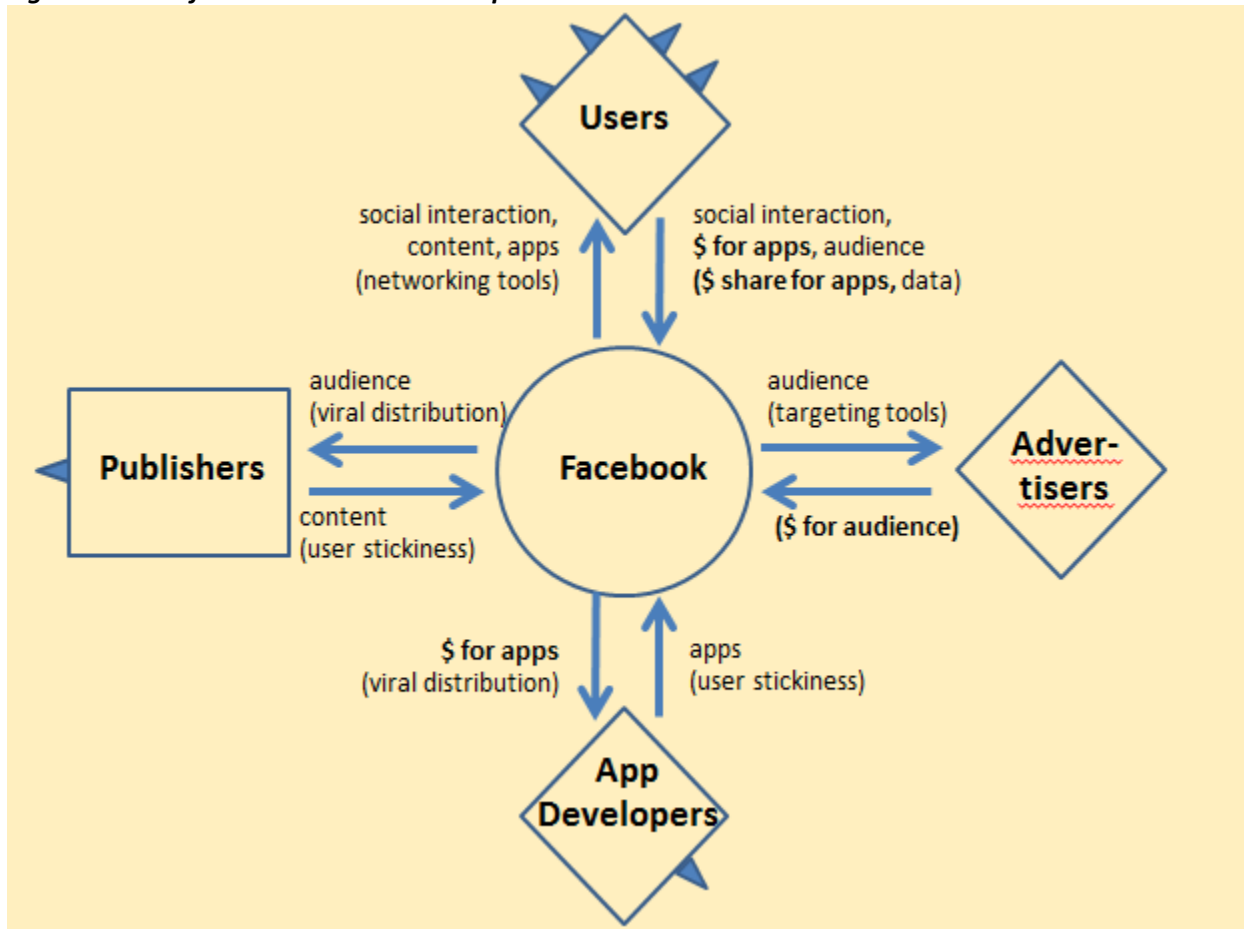 Users
social interaction,
content, apps
(networking tools)
social interaction,
$ for apps, audience
($ share for apps, data)
audience
(viral distribution)
audience
(targeting tools)
Publishers
Facebook
Adver-
tisers
content
(user stickiness)
($ for audience)
$ for apps
(viral distribution)
apps
(user stickiness)
App
Developers